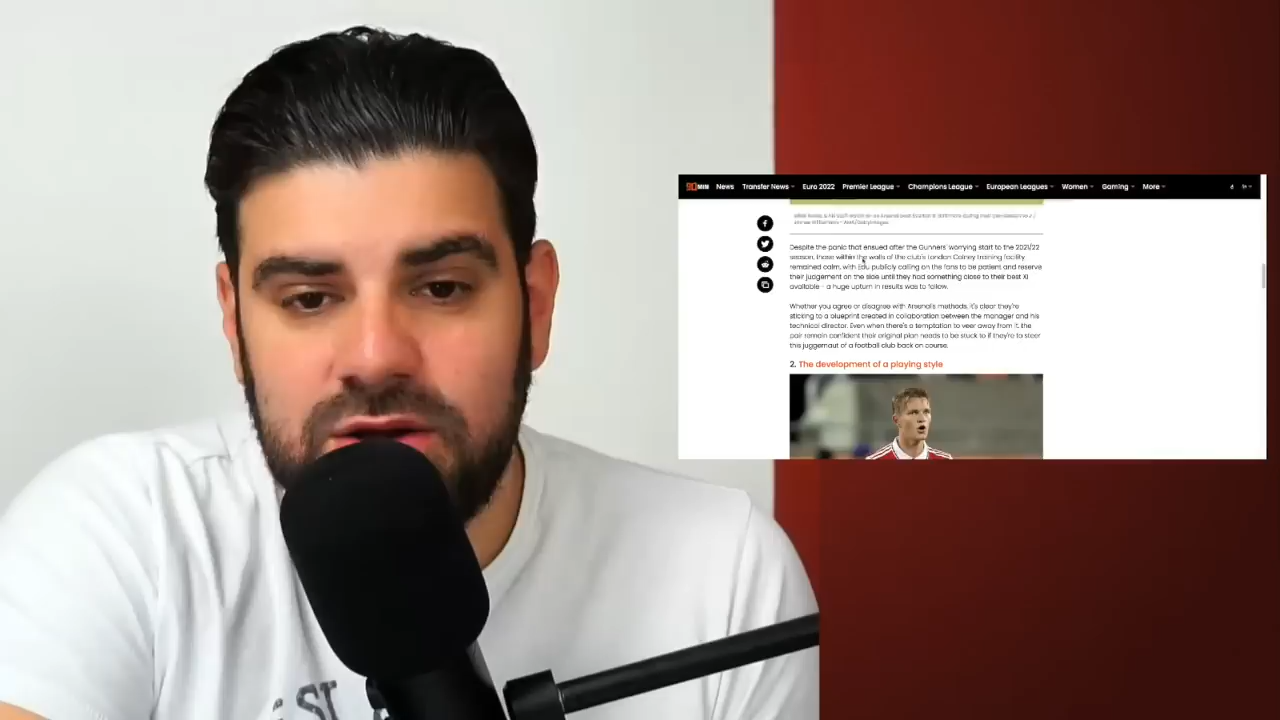 90MIN News Transfer News Euro 2022 Premier League Champions League European Leagues Women Gaming More
Despite the panic that ensued after the Gunners' worrying start to the 2021/22
season, those within the walls of the club's London Colney training facility
remained calm, with Edu publicly calling on the fans to be patient and reserve
their judgement on the side until they had something close to their best XI
available - a huge upturn in results was to follow.
Whether you agree or disagree with Arsenal's methods, it's clear they're
sticking to a blueprint created in collaboration between the manager and his
technical director. Even when there's a temptation to veer away from it, the
pair remain confident their original plan needs to be stuck to if they're to steer
this juggernaut of a football club back on course.
2. The development of a playing style